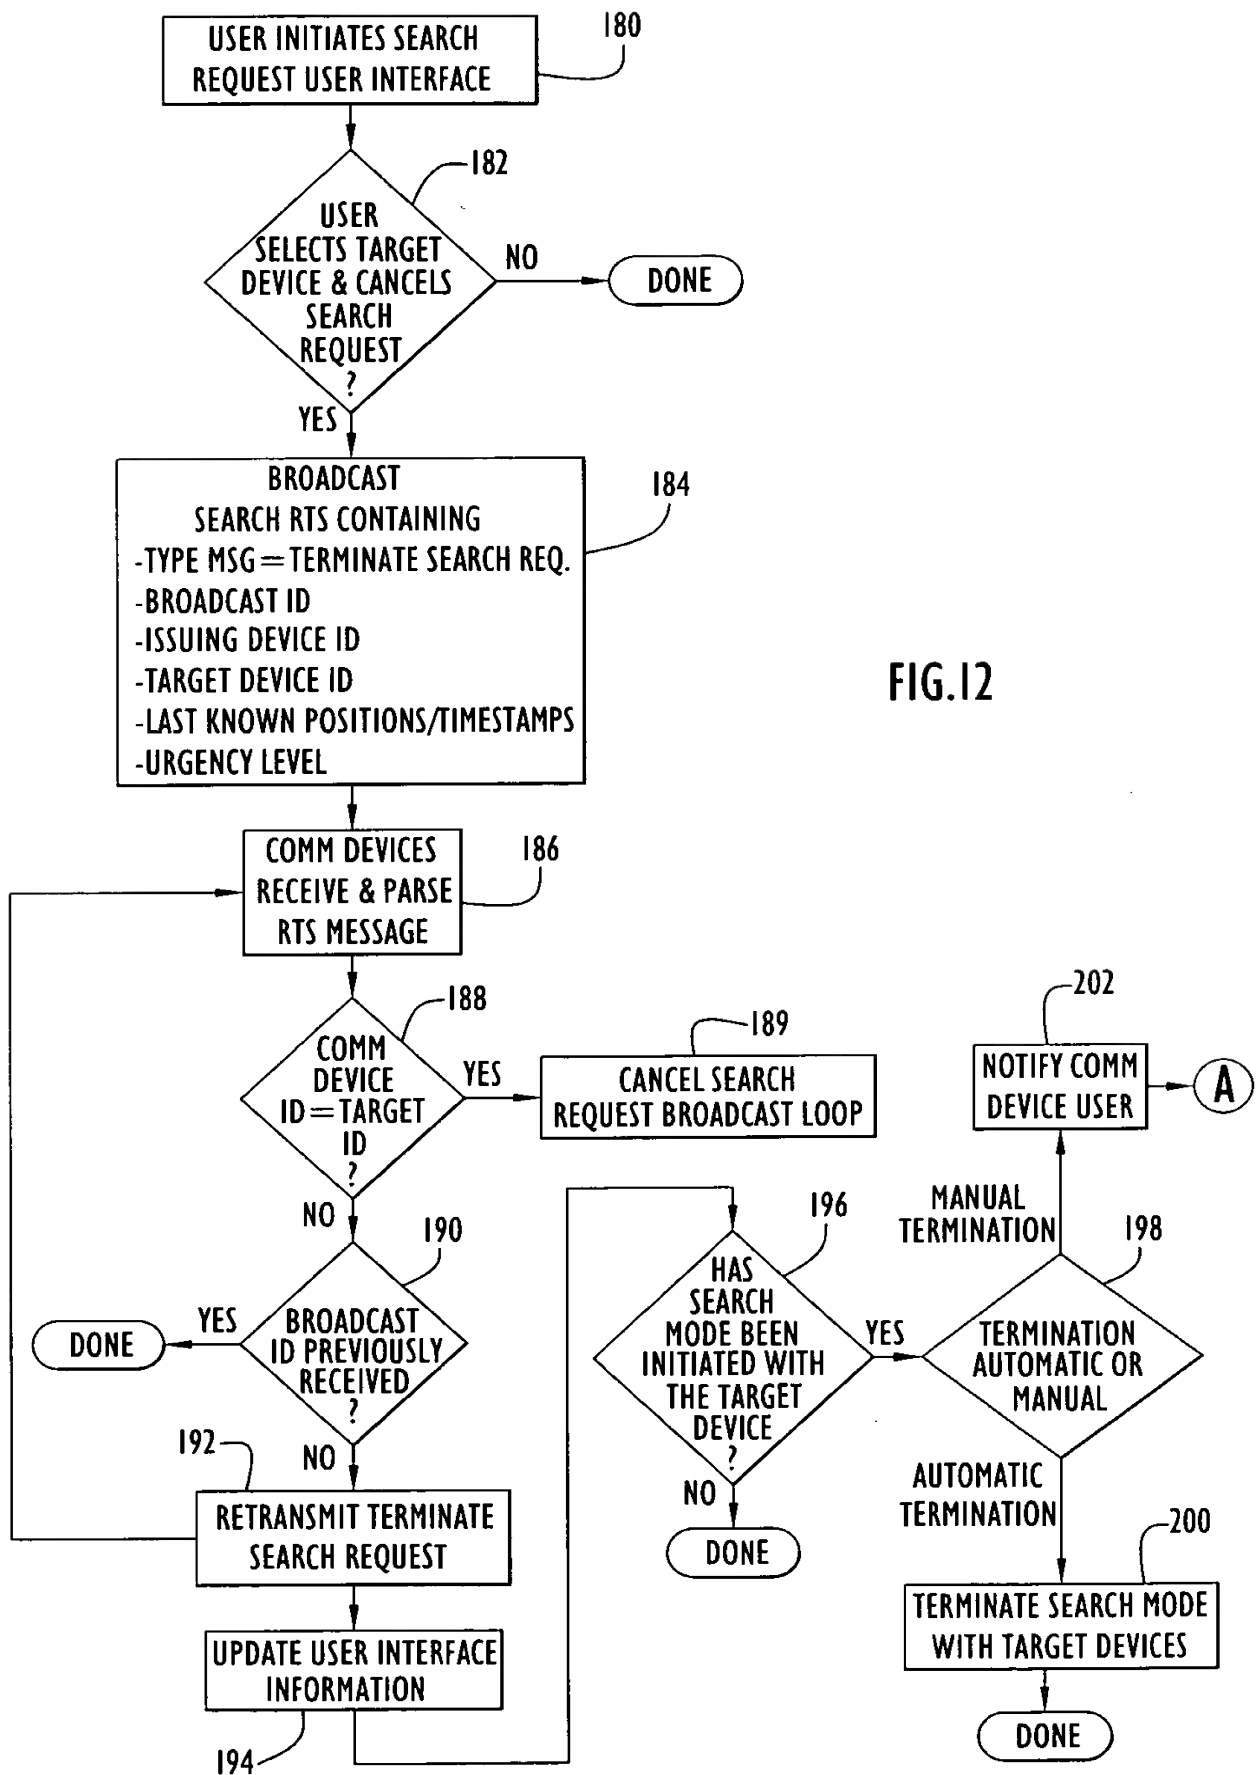 USER INITIATES SEARCH
REQUEST USER INTERFACE
180
182
USER
SELECTS TARGET
DEVICE & CANCELS
SEARCH
REQUEST
?
NO
DONE
YES
BROADCAST
SEARCH RTS CONTAINING
-TYPE MSG=TERMINATE SEARCH REQ.
-BROADCAST ID
-ISSUING DEVICE ID
-TARGET DEVICE ID
-LAST KNOWN POSITIONS/TIMESTAMPS
-URGENCY LEVEL
184
FIG.12
COMM DEVICES
RECEIVE & PARSE
RTS MESSAGE
186
188
COMM
DEVICE
ID=TARGET
ID
?
YES
189
CANCEL SEARCH
REQUEST BROADCAST LOOP
NO
190
BROADCAST
ID PREVIOUSLY
RECEIVED
?
YES
DONE
NO
192
RETRANSMIT TERMINATE
SEARCH REQUEST
UPDATE USER INTERFACE
INFORMATION
194
196
HAS
SEARCH
MODE BEEN
INITIATED WITH
THE TARGET
DEVICE
?
NO
DONE
YES
198
TERMINATION
AUTOMATIC OR
MANUAL
MANUAL
TERMINATION
202
NOTIFY COMM
DEVICE USER
A
AUTOMATIC
TERMINATION
200
TERMINATE SEARCH MODE
WITH TARGET DEVICES
DONE